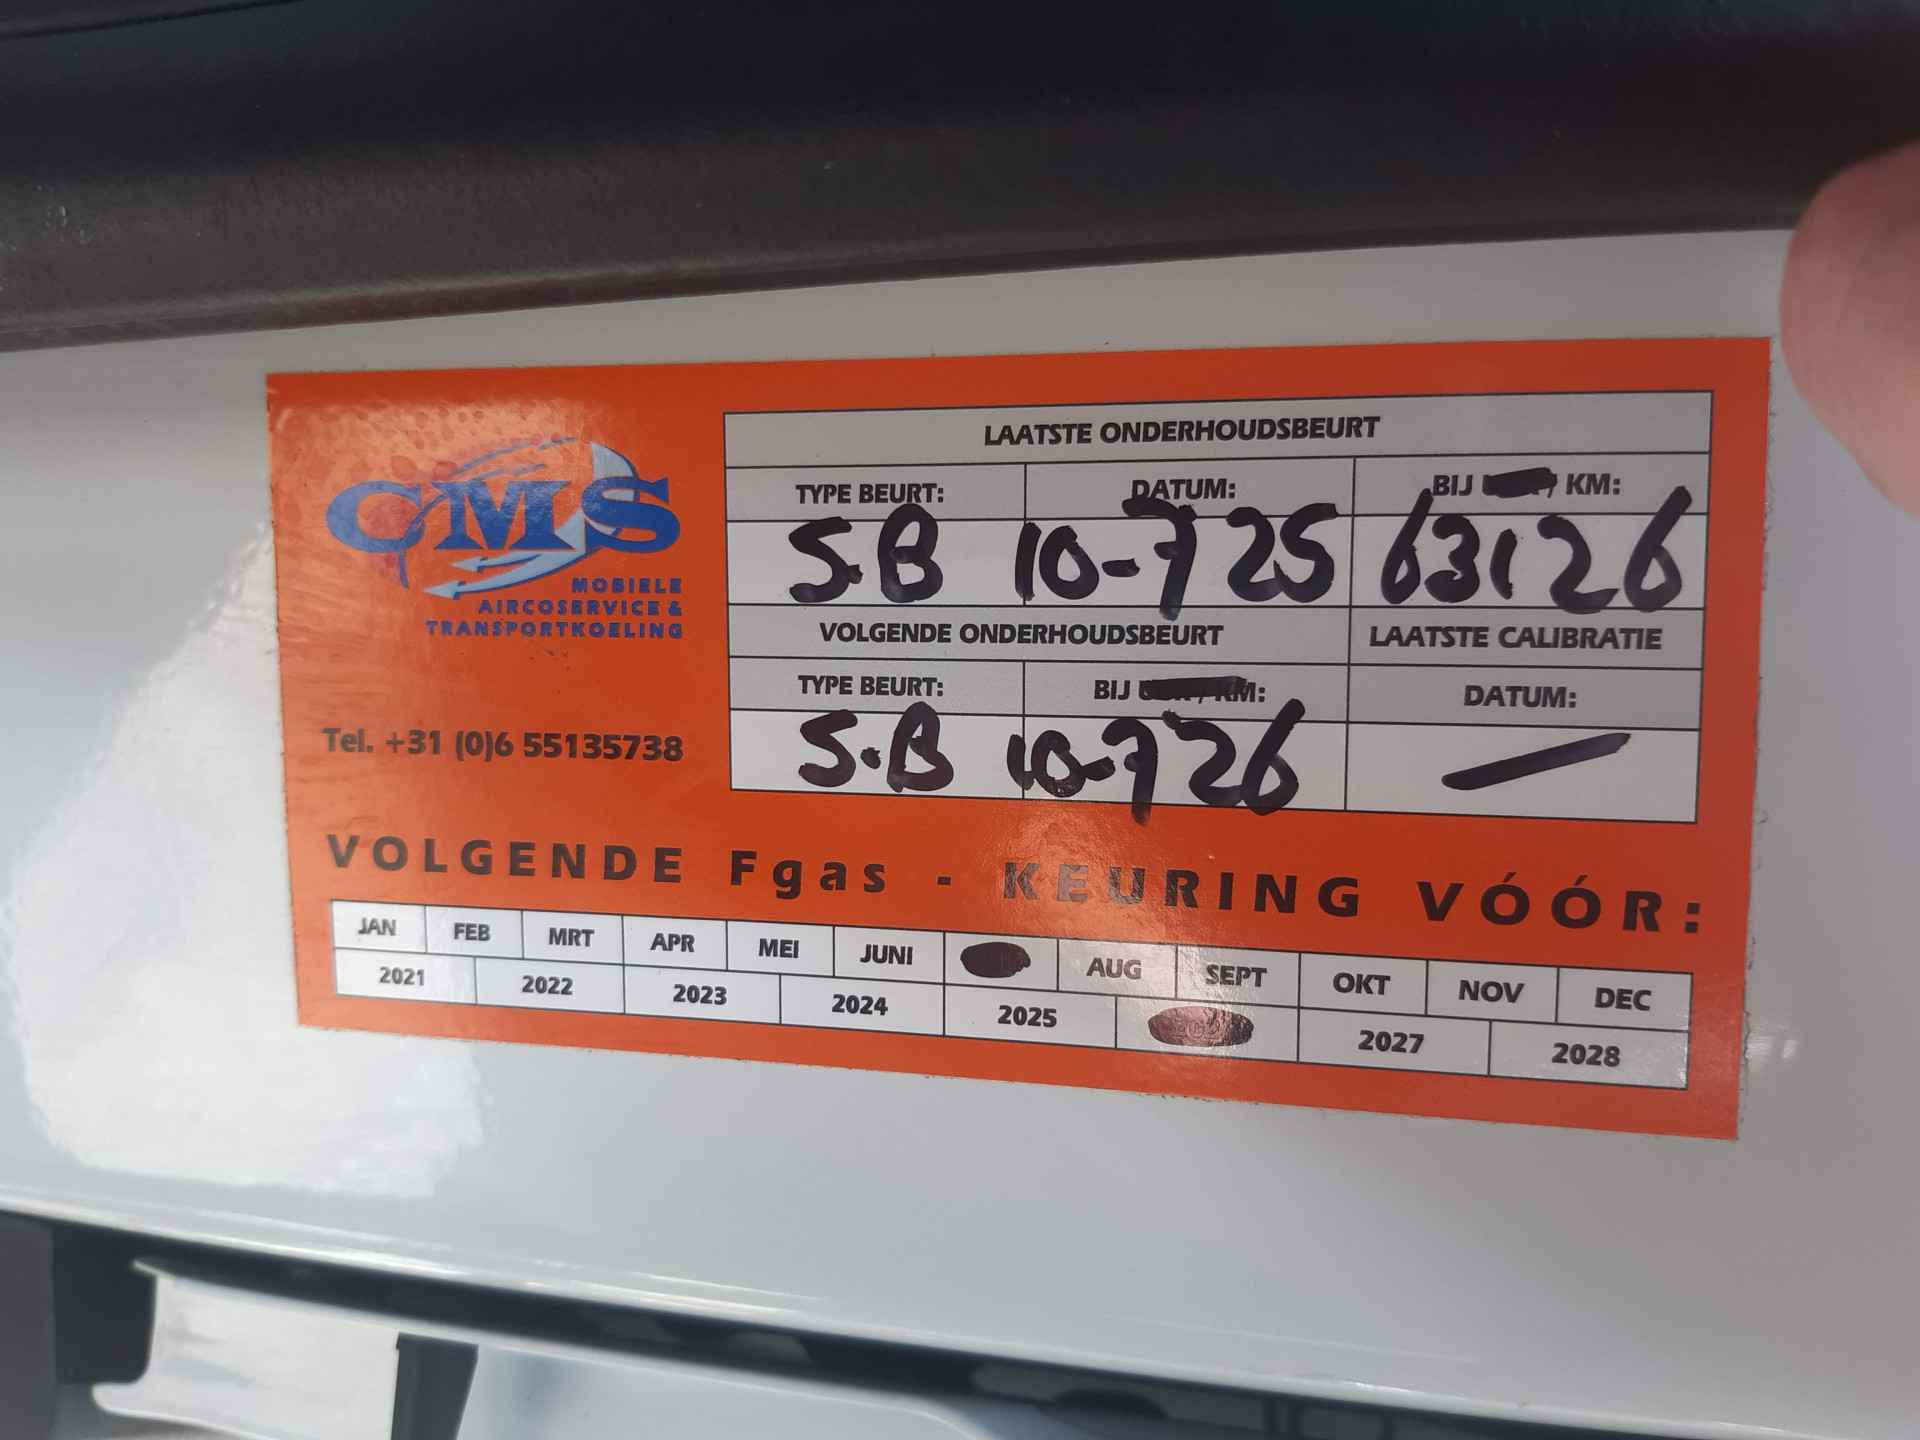 CMS
MOBIELE
AIRCOSERVICE &
TRANSPORTKOELING
Tel. +31 (0)6 55135738
LAATSTE ONDERHOUDSBEURT
TYPE BEURT: DATUM: BIJ / KM:
S.B 10-7 25 63126
VOLGENDE ONDERHOUDSBEURT LAATSTE CALIBRATIE
TYPE BEURT: BIJ KM: DATUM:
S.B 10-7 26 —
VOLGENDE Fgas - KEURING VÓÓR:
JAN FEB MRT APR MEI JUNI AUG SEPT OKT NOV DEC
2021 2022 2023 2024 2025 2027 2028